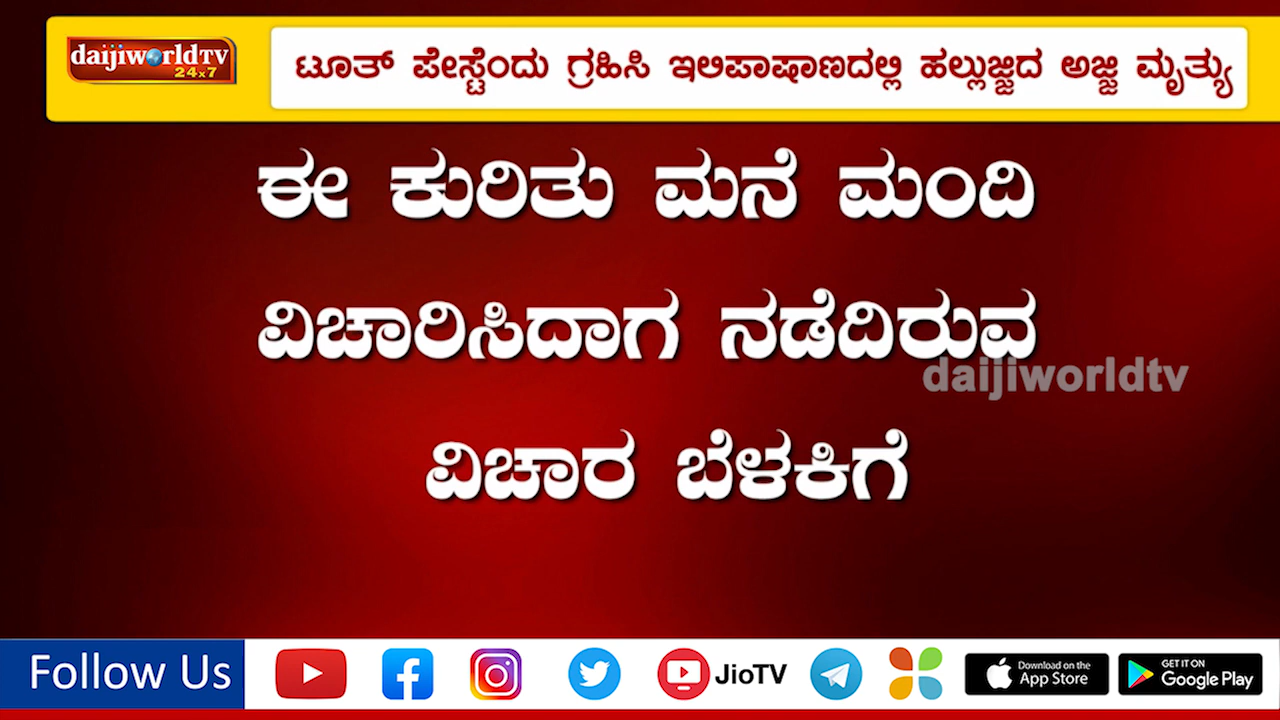 daijiworldTV
24x7
ಟೂತ್ ಪೇಸ್ಟೆಂದು ಗ್ರಹಿಸಿ ಇಲಿಪಾಷಾಣದಲ್ಲಿ ಹಲ್ಲುಜ್ಜಿದ ಅಜ್ಜಿ ಮೃತ್ಯು
ಈ ಕುರಿತು ಮನೆ ಮಂದಿ
ವಿಚಾರಿಸಿದಾಗ ನಡೆದಿರುವ
daijiworldtv
ವಿಚಾರ ಬೆಳಕಿಗೆ
Follow Us
JioTV
Download on the
App Store
GET IT ON
Google Play